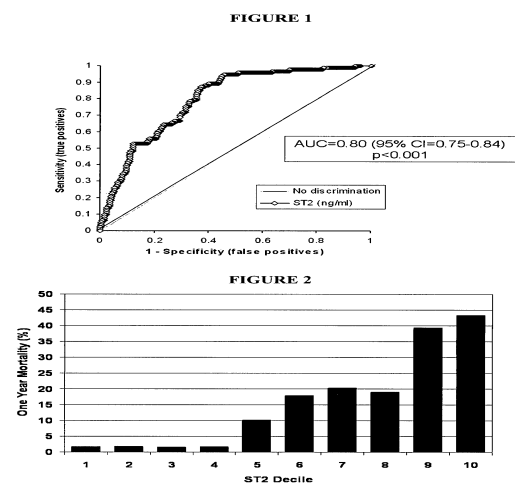 FIGURE 1
1
0.9
0.8
0.7
0.6
0.5
0.4
0.3
0.2
0.1
0
Sensitivity (true positives)
AUC=0.80 (95% CI=0.75-0.84)
p<0.001
No discrimination
ST2 (ng/ml)
0 0.2 0.4 0.6 0.8 1
1 - Specificity (false positives)
FIGURE 2
50
45
40
35
30
25
20
15
10
5
0
One Year Mortality (%)
1 2 3 4 5 6 7 8 9 10
ST2 Decile